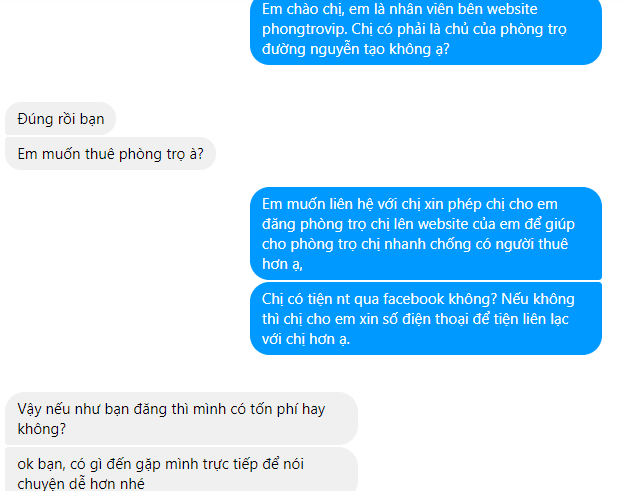 Em chào chị, em là nhân viên bên website
phongtrovip. Chị có phải là chủ của phòng trọ
đường nguyễn tạo không ạ?
Đúng rồi bạn
Em muốn thuê phòng trọ à?
Em muốn liên hệ với chị xin phép chị cho em
đăng phòng trọ chị lên website của em để giúp
cho phòng trọ chị nhanh chống có người thuê
hơn ạ,
Chị có tiện nt qua facebook không? Nếu không
thì chị cho em xin số điện thoại để tiện liên lạc
với chị hơn ạ.
Vậy nếu như bạn đăng thì mình có tốn phí hay
không?
ok bạn, có gì đến gặp mình trực tiếp để nói
chuyện dễ hơn nhé